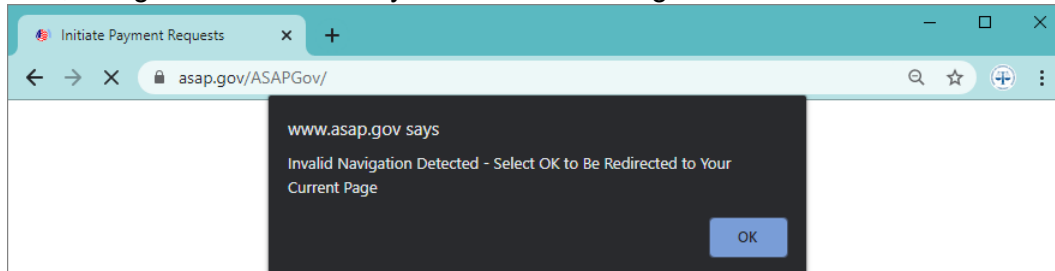 Initiate Payment Requests
asap.gov/ASAPGov/
www.asap.gov says
Invalid Navigation Detected - Select OK to Be Redirected to Your
Current Page
OK